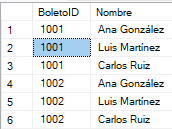 BoletoID Nombre
1 1001 Ana González
2 1001 Luis Martínez
3 1001 Carlos Ruiz
4 1002 Ana González
5 1002 Luis Martínez
6 1002 Carlos Ruiz